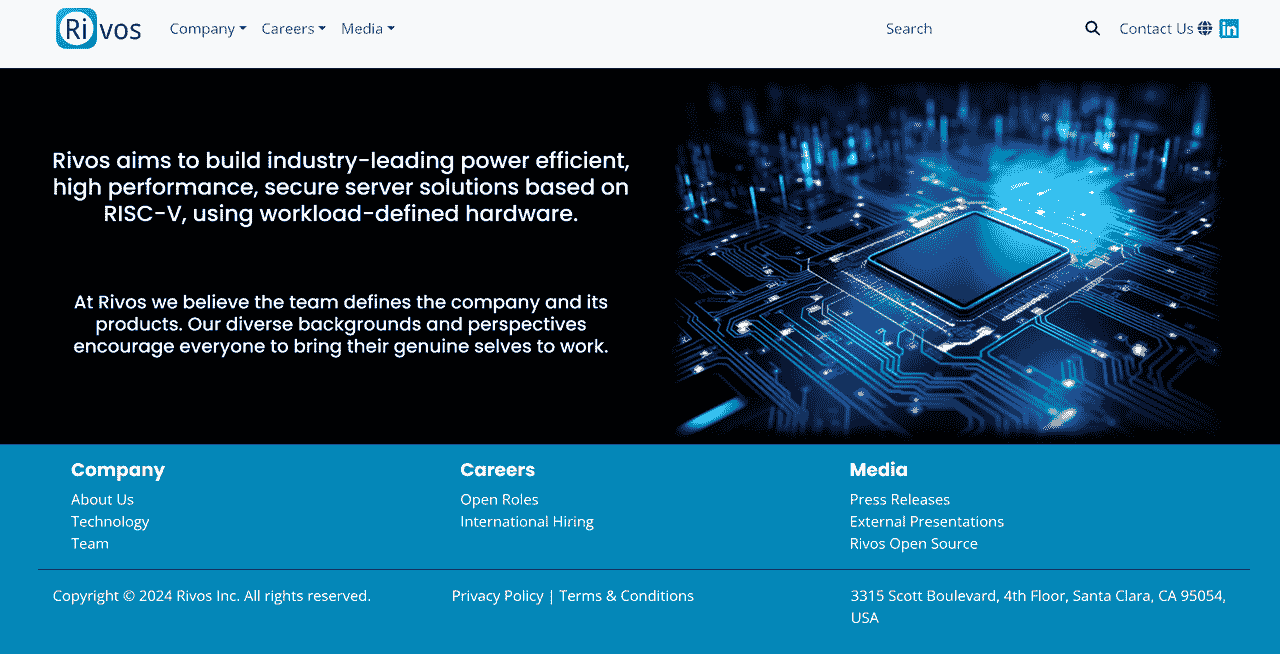 Rivos
Company
Careers
Media
Search
Contact Us
in
Rivos aims to build industry-leading power efficient,
high performance, secure server solutions based on
RISC-V, using workload-defined hardware.
At Rivos we believe the team defines the company and its
products. Our diverse backgrounds and perspectives
encourage everyone to bring their genuine selves to work.
Company
About Us
Technology
Team
Careers
Open Roles
International Hiring
Media
Press Releases
External Presentations
Rivos Open Source
Copyright © 2024 Rivos Inc. All rights reserved.
Privacy Policy | Terms & Conditions
3315 Scott Boulevard, 4th Floor, Santa Clara, CA 95054,
USA